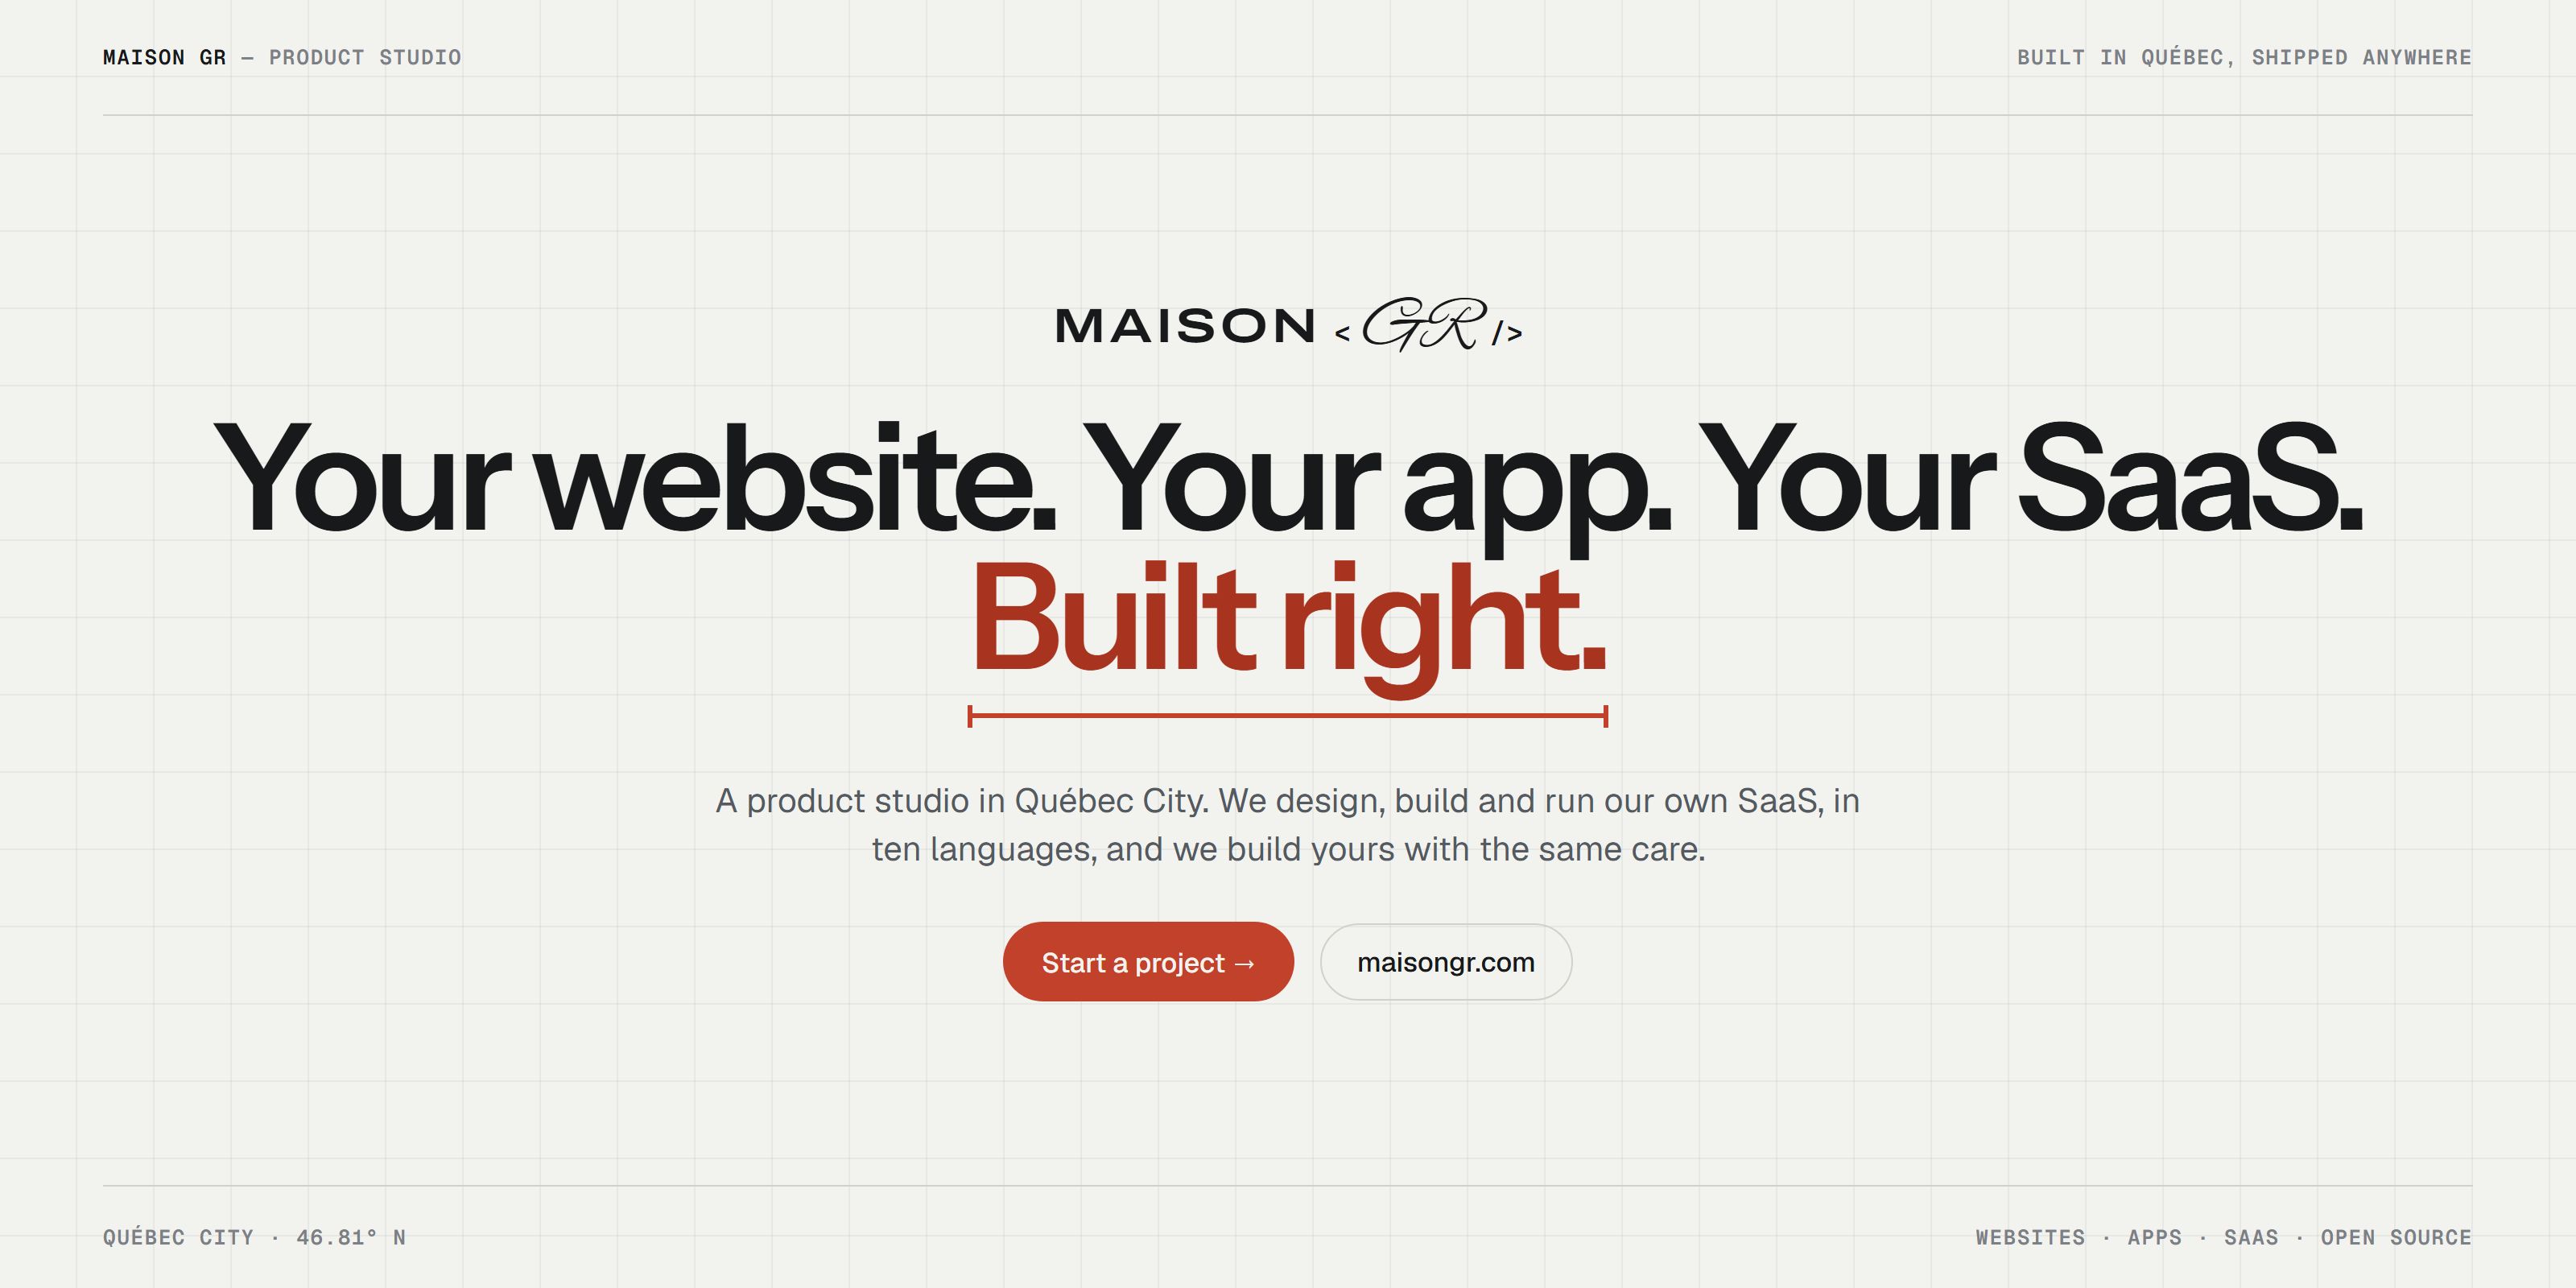 MAISON GR — PRODUCT STUDIO
BUILT IN QUÉBEC, SHIPPED ANYWHERE
MAISON < GR />
Your website. Your app. Your SaaS.
Built right.
A product studio in Québec City. We design, build and run our own SaaS, in
ten languages, and we build yours with the same care.
Start a project →
maisongr.com
QUÉBEC CITY · 46.81° N
WEBSITES · APPS · SAAS · OPEN SOURCE